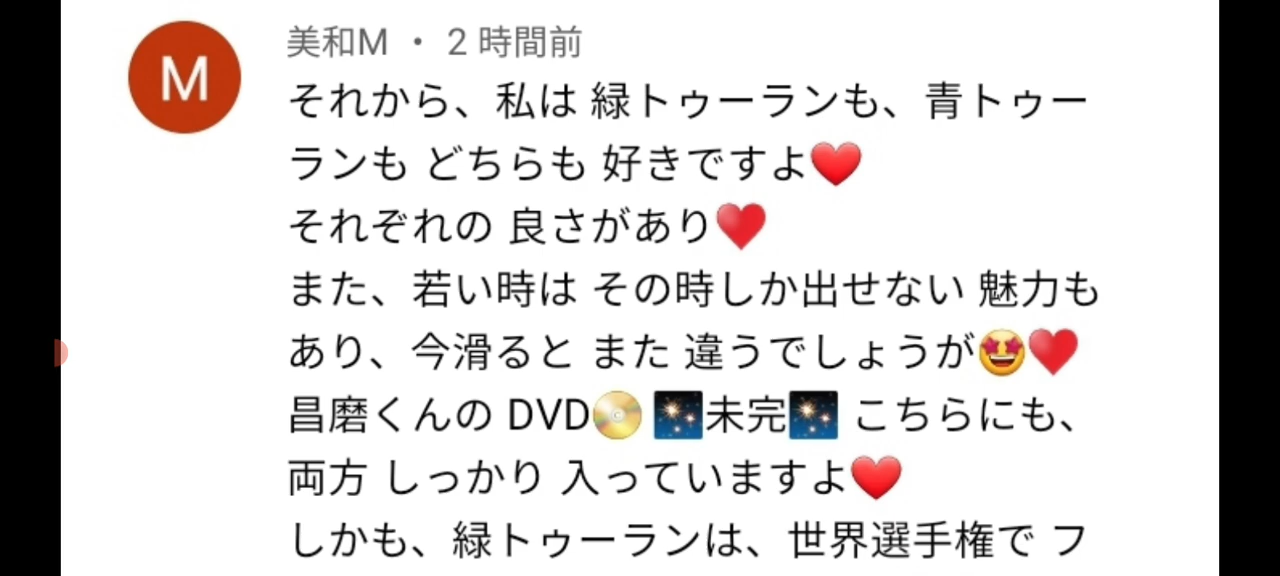 M
美和M ・ 2 時間前
それから、私は 緑トゥーランも、青トゥー
ランも どちらも 好きですよ❤️
それぞれの 良さがあり♥️
また、若い時は その時しか出せない 魅力も
あり、今滑ると また 違うでしょうが🤩♥️
昌磨くんの DVD📀 🎇未完🎇 こちらにも、
両方 しっかり 入っていますよ❤️
しかも、緑トゥーランは、世界選手権で フ